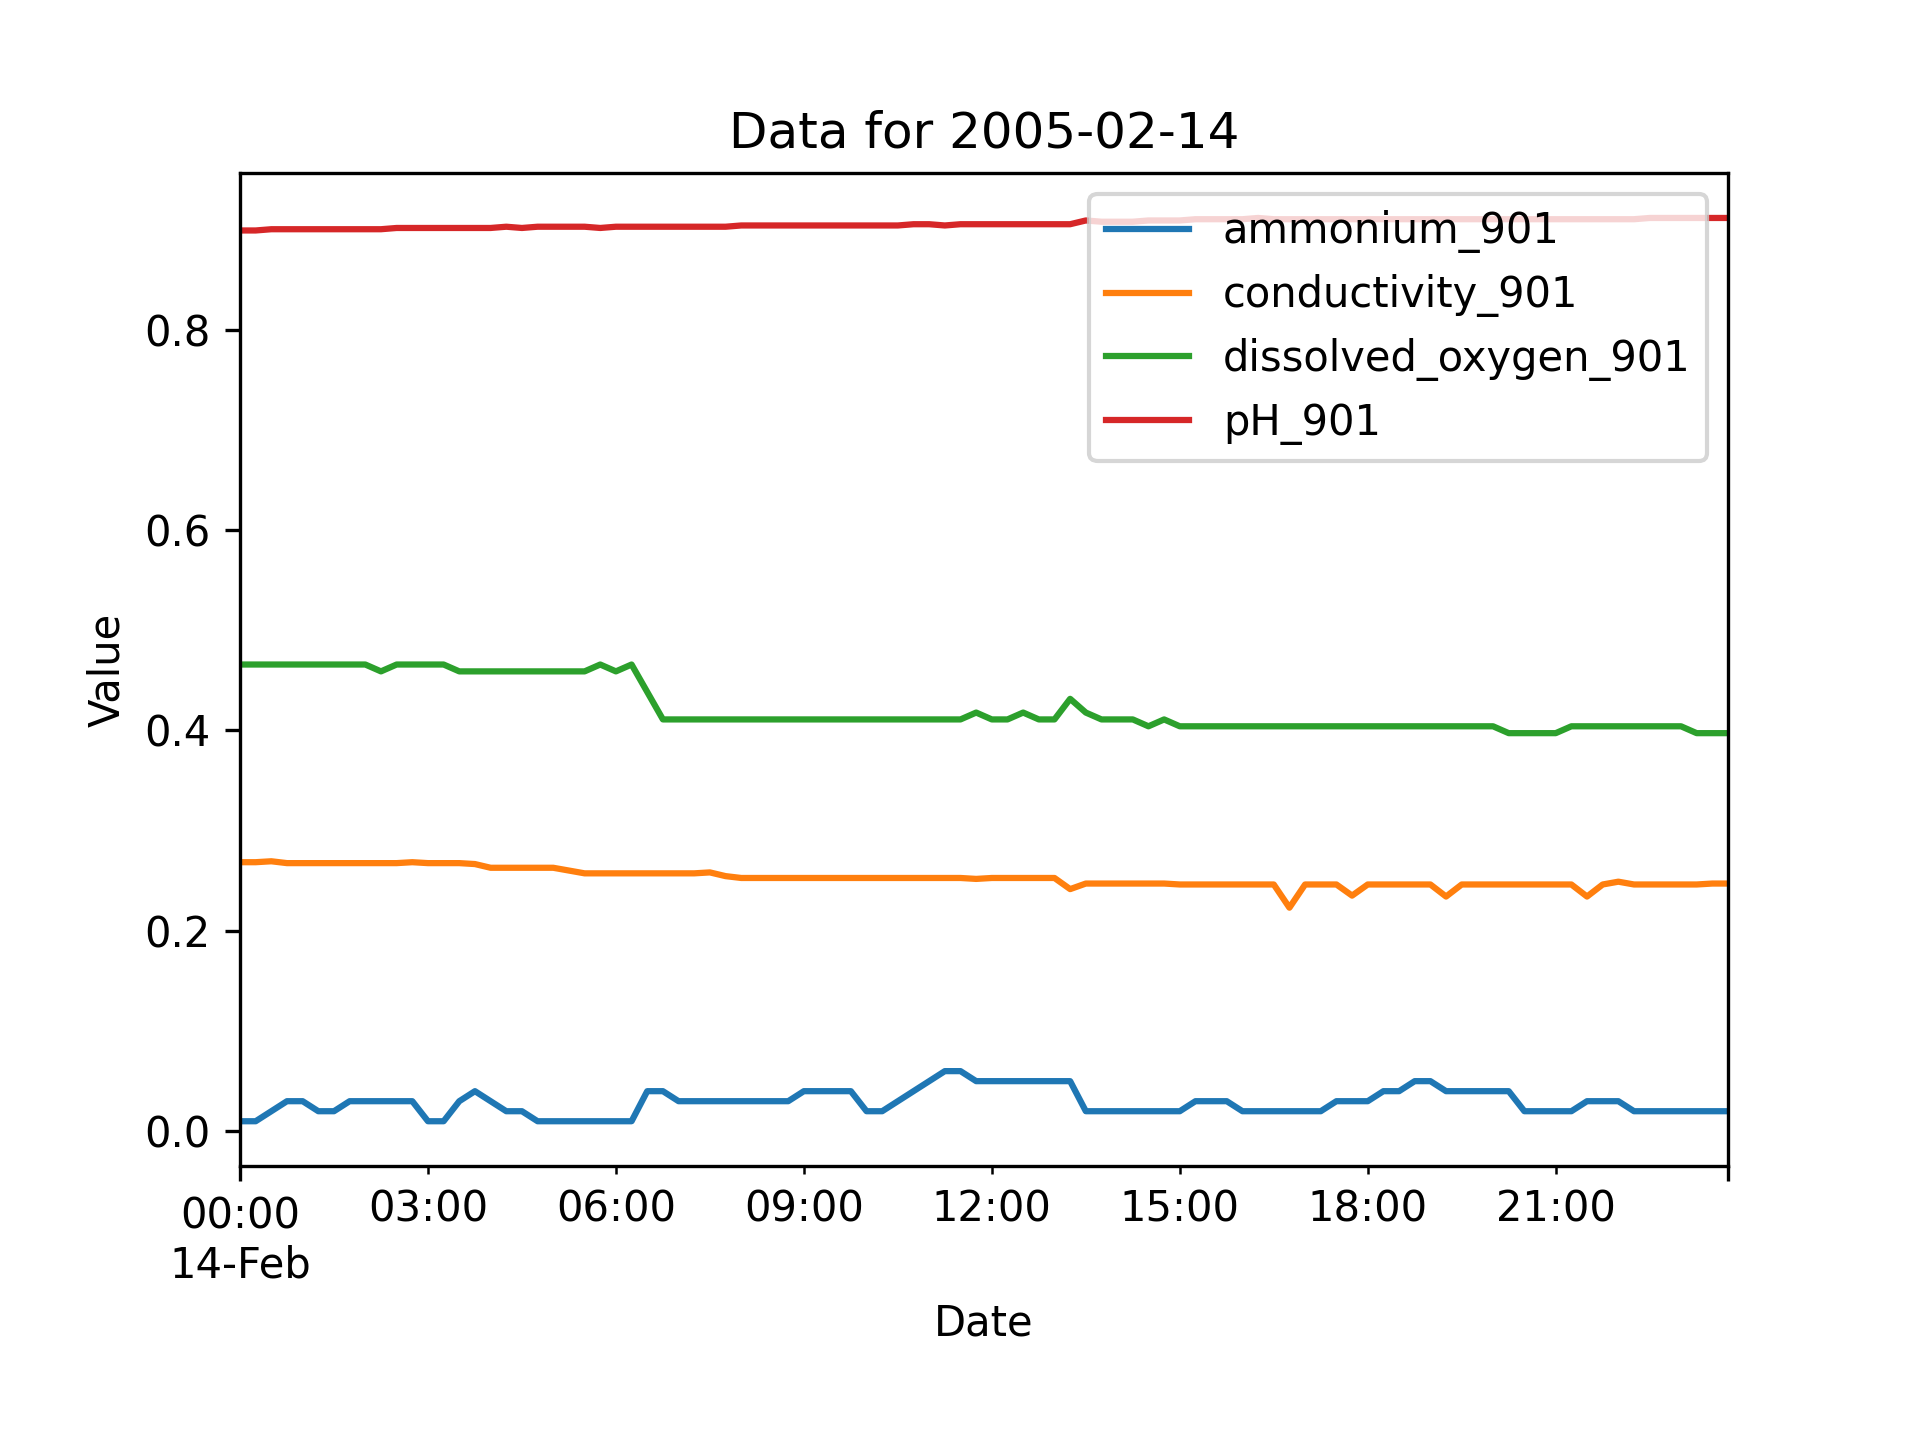 Data for 2005-02-14
ammonium_901
conductivity_901
dissolved_oxygen_901
pH_901
0.8
0.6
0.4
0.2
0.0
Value
00:00 03:00 06:00 09:00 12:00 15:00 18:00 21:00
14-Feb
Date